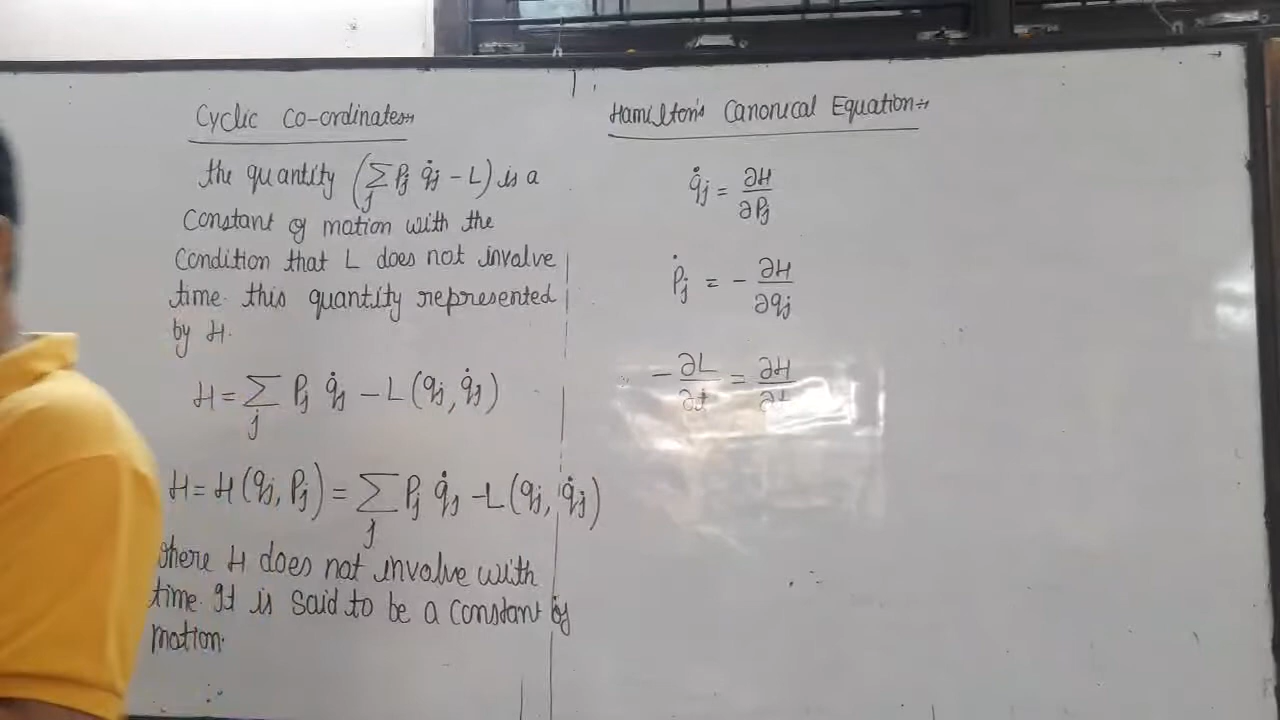 Cyclic Co-ordinates:-
the quantity (∑j Pj q̇j - L) is a
Constant of motion with the
Condition that L does not involve
time. this quantity represented
by H.
H = ∑j Pj q̇j - L (qj, q̇j)
H = H (qj, Pj) = ∑j Pj q̇j - L (qj, q̇j)
where H does not involve with
time. It is said to be a Constant of
motion.
Hamilton's Canonical Equation:-
q̇j = ∂H/∂Pj
Ṗj = - ∂H/∂qj
- ∂L/∂t = ∂H/∂t